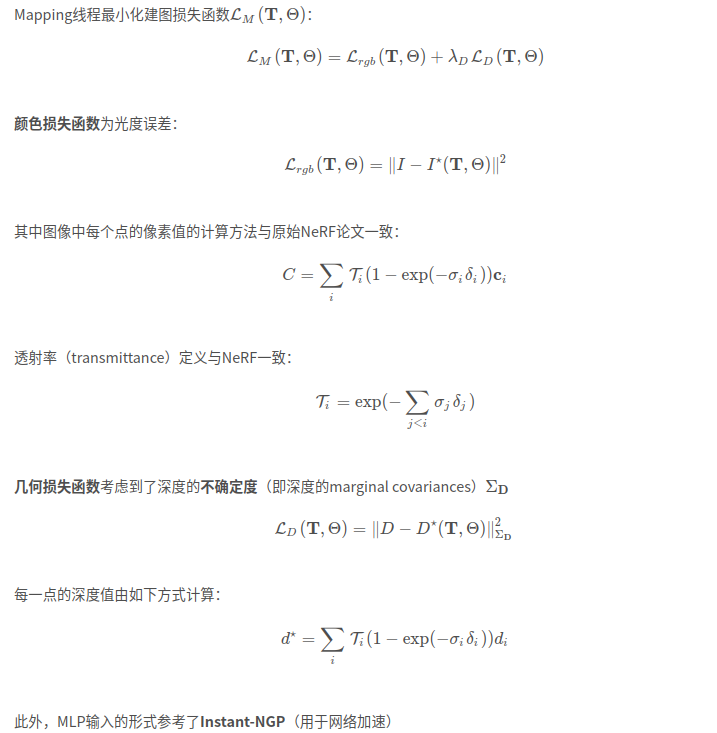 Mapping线程最小化建图损失函数$\mathcal{L}_M(\mathbf{T}, \Theta)$：
$\mathcal{L}_M(\mathbf{T}, \Theta) = \mathcal{L}_{rgb}(\mathbf{T}, \Theta) + \lambda_D \mathcal{L}_D(\mathbf{T}, \Theta)$
颜色损失函数为光度误差：
$\mathcal{L}_{rgb}(\mathbf{T}, \Theta) = \|I - I^\star(\mathbf{T}, \Theta)\|^2$
其中图像中每个点的像素值的计算方法与原始NeRF论文一致：
$C = \sum_i \mathcal{T}_i(1 - \exp(-\sigma_i\delta_i))\mathbf{c}_i$
透射率（transmittance）定义与NeRF一致：
$\mathcal{T}_i = \exp(-\sum_{j<i} \sigma_j\delta_j)$
几何损失函数考虑到了深度的不确定度（即深度的marginal covariances）$\Sigma_{\mathbf{D}}$
$\mathcal{L}_D(\mathbf{T}, \Theta) = \|D - D^\star(\mathbf{T}, \Theta)\|^2_{\Sigma_{\mathbf{D}}}$
每一点的深度值由如下方式计算：
$d^\star = \sum_i \mathcal{T}_i(1 - \exp(-\sigma_i\delta_i))d_i$
此外，MLP输入的形式参考了Instant-NGP（用于网络加速）